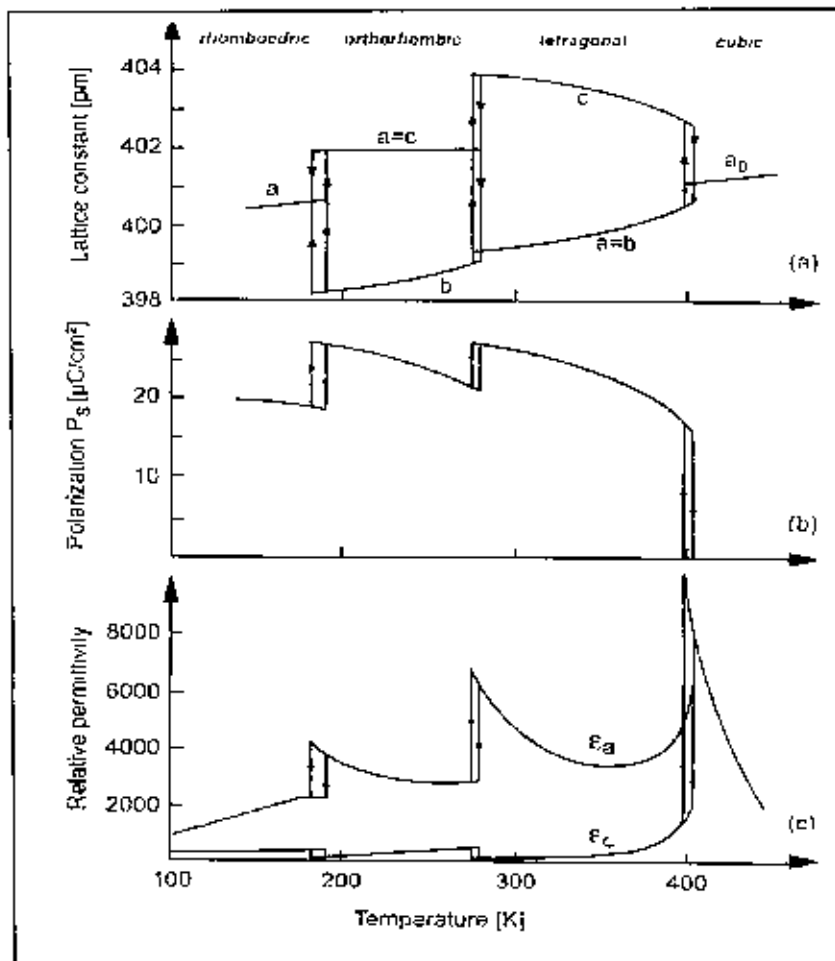 rhomboedric orthorhombic tetragonal cubic
Lattice constant [pm]
404
402
400
398
a
a=c
b
c
a=b
a₀
(a)
Polarization Pₛ [µC/cm²]
20
10
(b)
Relative permittivity
8000
6000
4000
2000
εₐ
ε꜀
(c)
100 200 300 400
Temperature [K]